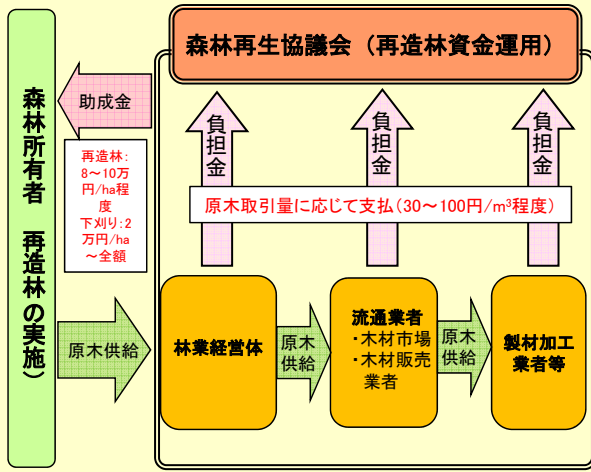 森林再生協議会（再造林資金運用）
森林所有者　再造林の実施）
助成金
再造林：
8～10万
円/ha程
度
下刈り：2
万円/ha
～全額
負担金
負担金
負担金
原木取引量に応じて支払（30～100円/m³程度）
原木供給
林業経営体
原木
供給
流通業者
・木材市場
・木材販売
業者
原木
供給
製材加工
業者等